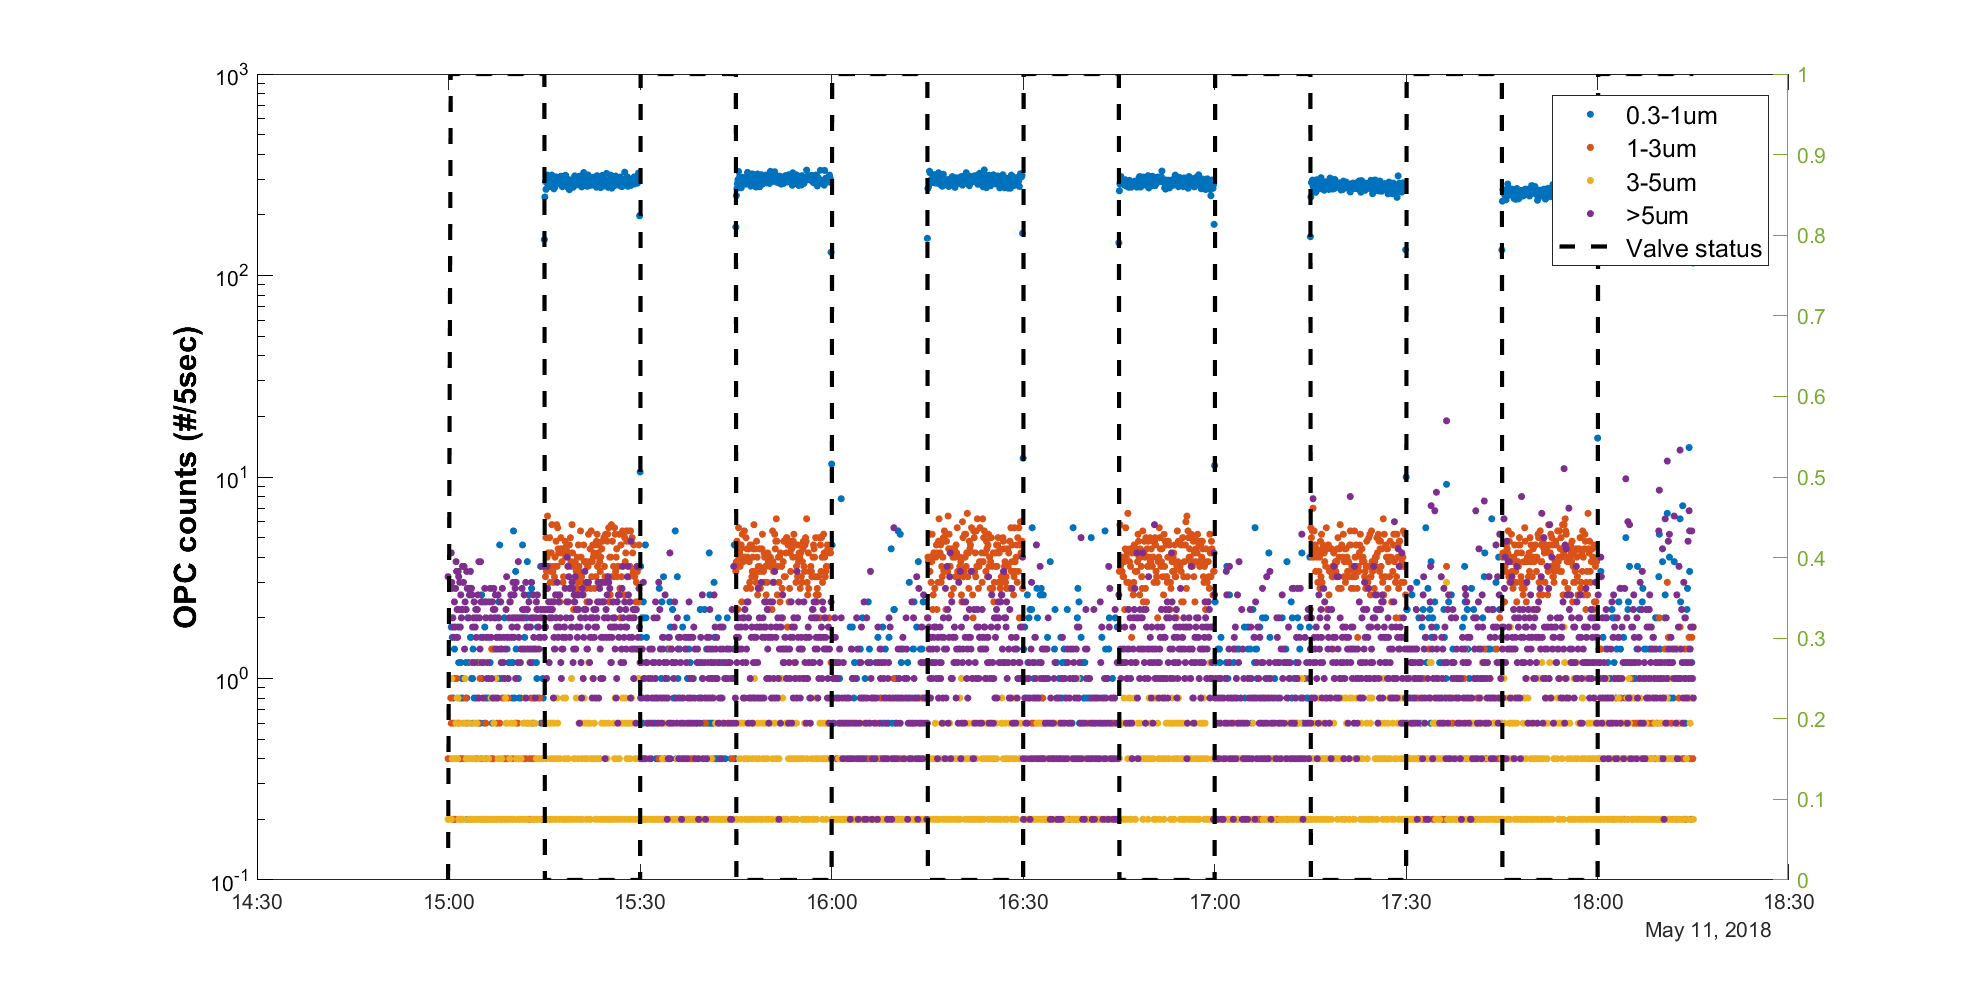 OPC counts (#/5sec)
10^3
10^2
10^1
10^0
10^-1
1
0.9
0.8
0.7
0.6
0.5
0.4
0.3
0.2
0.1
0
0.3-1um
1-3um
3-5um
>5um
Valve status
14:30 15:00 15:30 16:00 16:30 17:00 17:30 18:00 18:30
May 11, 2018